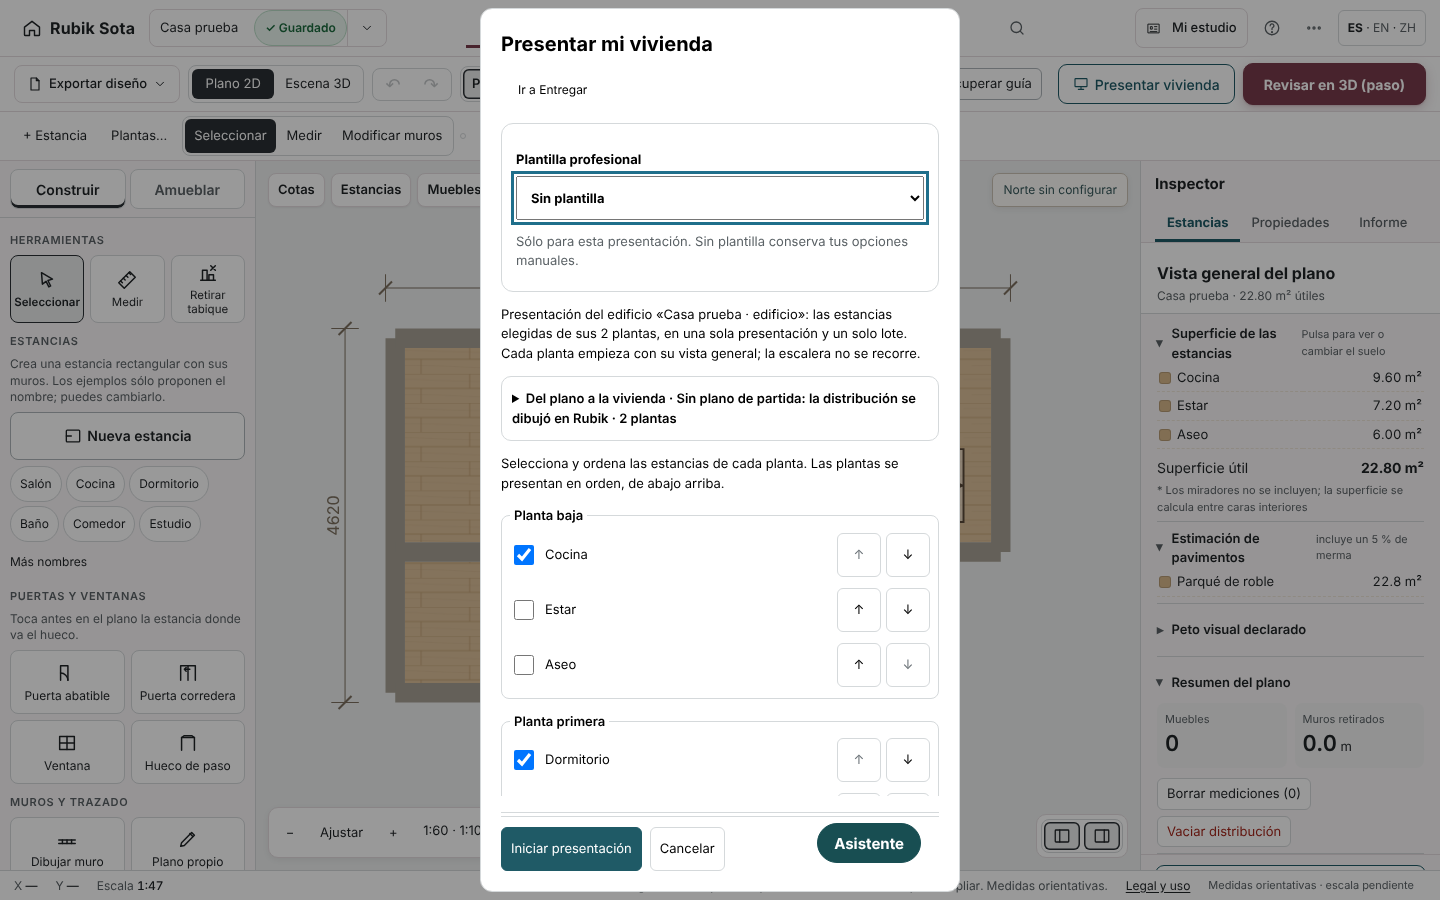 Rubik Sota
Casa prueba
✓ Guardado
Mi estudio
ES · EN · ZH
Exportar diseño
Plano 2D
Escena 3D
cuperar guía
Presentar vivienda
Revisar en 3D (paso)
+ Estancia
Plantas...
Seleccionar
Medir
Modificar muros
Construir
Amueblar
HERRAMIENTAS
Seleccionar
Medir
Retirar
tabique
ESTANCIAS
Crea una estancia rectangular con sus
muros. Los ejemplos sólo proponen el
nombre; puedes cambiarlo.
Nueva estancia
Salón
Cocina
Dormitorio
Baño
Comedor
Estudio
Más nombres
PUERTAS Y VENTANAS
Toca antes en el plano la estancia donde
va el hueco.
Puerta abatible
Puerta corredera
Ventana
Hueco de paso
MUROS Y TRAZADO
Dibujar muro
Plano propio
Cotas
Estancias
Muebles
Norte sin configurar
4620
− Ajustar + 1:60 · 1:10
Presentar mi vivienda
Ir a Entregar
Plantilla profesional
Sin plantilla
Sólo para esta presentación. Sin plantilla conserva tus opciones
manuales.
Presentación del edificio «Casa prueba · edificio»: las estancias
elegidas de sus 2 plantas, en una sola presentación y un solo lote.
Cada planta empieza con su vista general; la escalera no se recorre.
Del plano a la vivienda · Sin plano de partida: la distribución se
dibujó en Rubik · 2 plantas
Selecciona y ordena las estancias de cada planta. Las plantas se
presentan en orden, de abajo arriba.
Planta baja
Cocina
Estar
Aseo
Planta primera
Dormitorio
Iniciar presentación
Cancelar
Asistente
Inspector
Estancias
Propiedades
Informe
Vista general del plano
Casa prueba · 22.80 m² útiles
Superficie de las
estancias
Pulsa para ver o
cambiar el suelo
Cocina 9.60 m²
Estar 7.20 m²
Aseo 6.00 m²
Superficie útil 22.80 m²
* Los miradores no se incluyen; la superficie se
calcula entre caras interiores
Estimación de
pavimentos
incluye un 5 % de
merma
Parqué de roble 22.8 m²
Peto visual declarado
Resumen del plano
Muebles
0
Muros retirados
0.0 m
Borrar mediciones (0)
Vaciar distribución
X — Y — Escala 1:47
pliar. Medidas orientativas.
Legal y uso
Medidas orientativas · escala pendiente